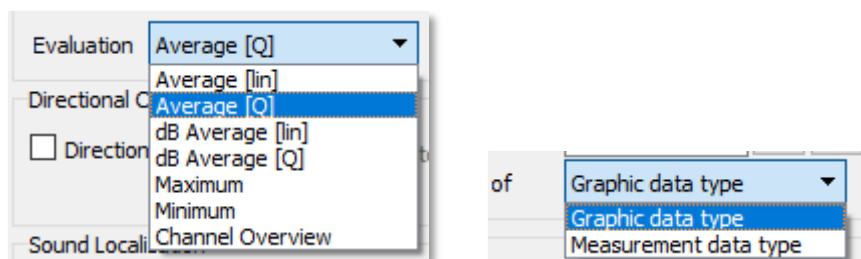 Evaluation Average [Q]
Average [lin]
Directional C Average [Q]
dB Average [lin]
Direction dB Average [Q]
Maximum
Minimum
Sound Locali Channel Overview
of Graphic data type
Graphic data type
Measurement data type